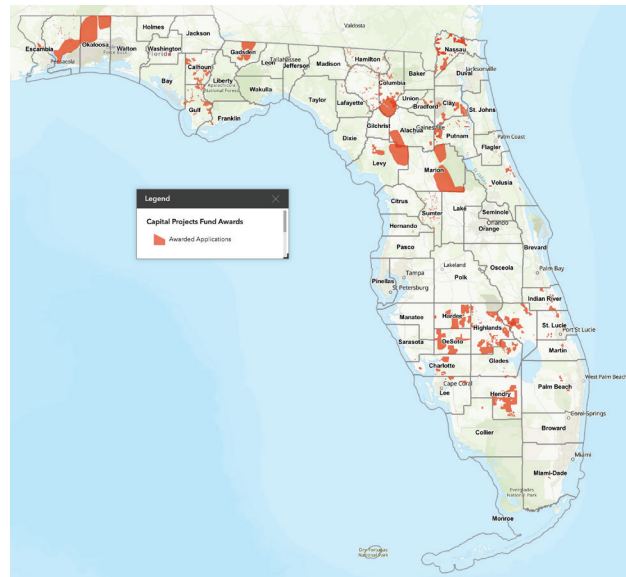 Valdosta
Holmes
Jackson
Escambia
Okaloosa
Walton
Washington
Florida
Gadsden
Tallahassee
Leon
Jefferson
Madison
Hamilton
Nassau
Jacksonville
Duval
Pensacola
Bay
Calhoun
Liberty
Apalachicola
National Forest
Wakulla
Gulf
Franklin
Taylor
Lafayette
Columbia
Baker
Union
Bradford
Clay
St. Johns
Dixie
Gilchrist
Alachua
Gainesville
Putnam
Palm Coast
Flagler
Levy
Marion
Volusia
Legend
Capital Projects Fund Awards
Awarded Applications
Citrus
Sumter
Lake
Seminole
Orlando
Orange
Hernando
Pasco
Brevard
Lakeland
Polk
Osceola
Palm Bay
Tampa
Pinellas
St Petersburg
Indian River
Manatee
Hardee
Highlands
St. Lucie
Port St Lucie
Sarasota
DeSoto
Martin
Glades
Charlotte
Cape Coral
Lee
Hendry
Palm Beach
West Palm Beach
Coral Springs
Collier
Broward
Miami
Miami-Dade
Everglades
National Park
Monroe
Dry Tortugas
National Park